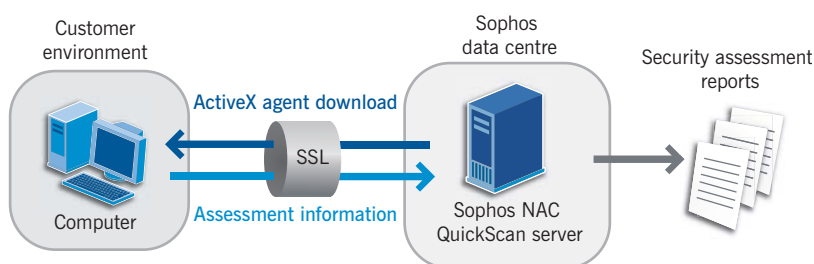 Customer
environment
Computer
ActiveX agent download
SSL
Assessment information
Sophos
data centre
Sophos NAC
QuickScan server
Security assessment
reports